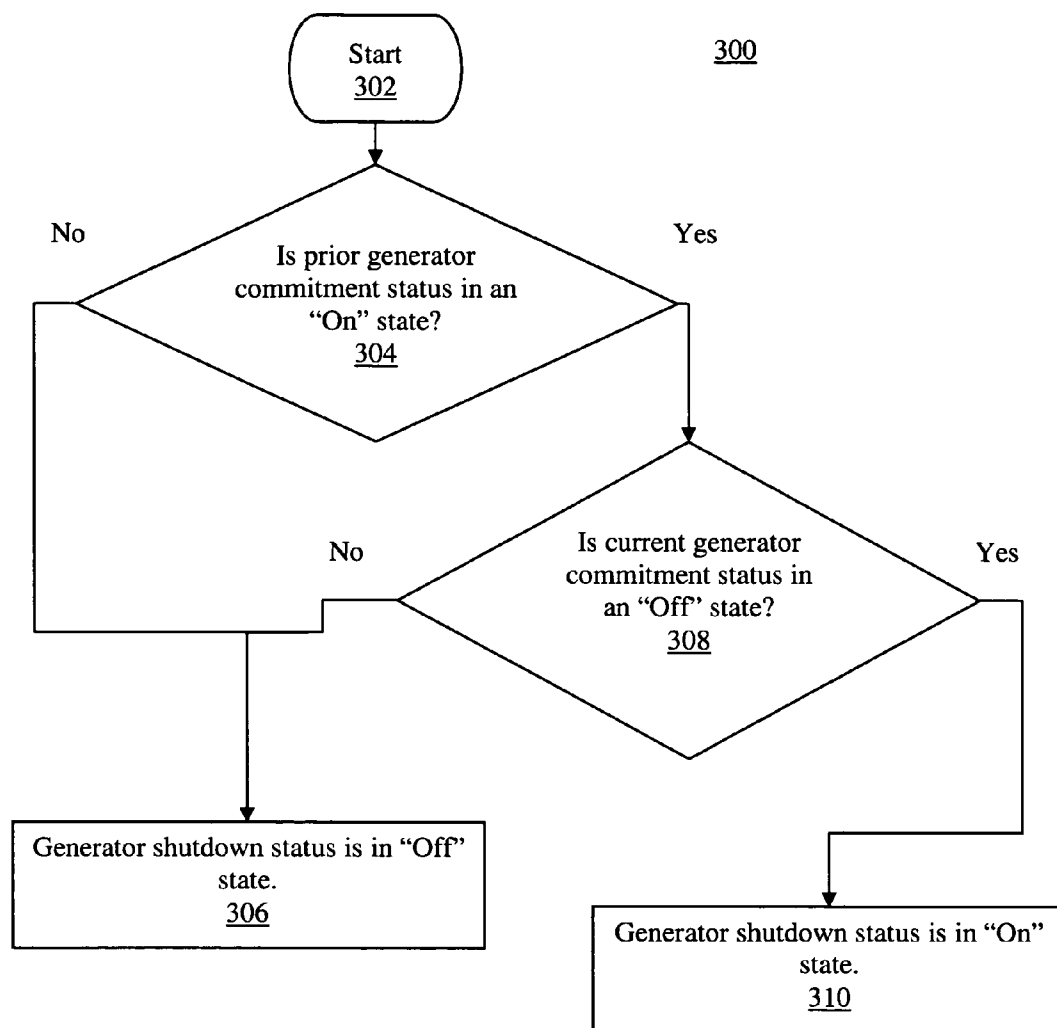 Start
302
300
No
Yes
Is prior generator
commitment status in an
“On” state?
304
No
Yes
Is current generator
commitment status in
an “Off” state?
308
Generator shutdown status is in “Off”
state.
306
Generator shutdown status is in “On”
state.
310